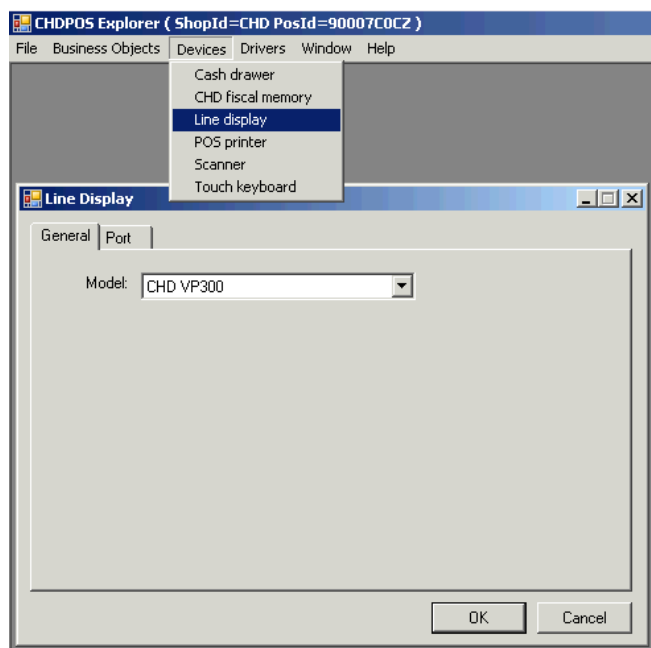 CHDPOS Explorer ( ShopId=CHD PosId=90007C0CZ )
File Business Objects Devices Drivers Window Help
Cash drawer
CHD fiscal memory
Line display
POS printer
Scanner
Touch keyboard
Line Display
General Port
Model: CHD VP300
OK Cancel